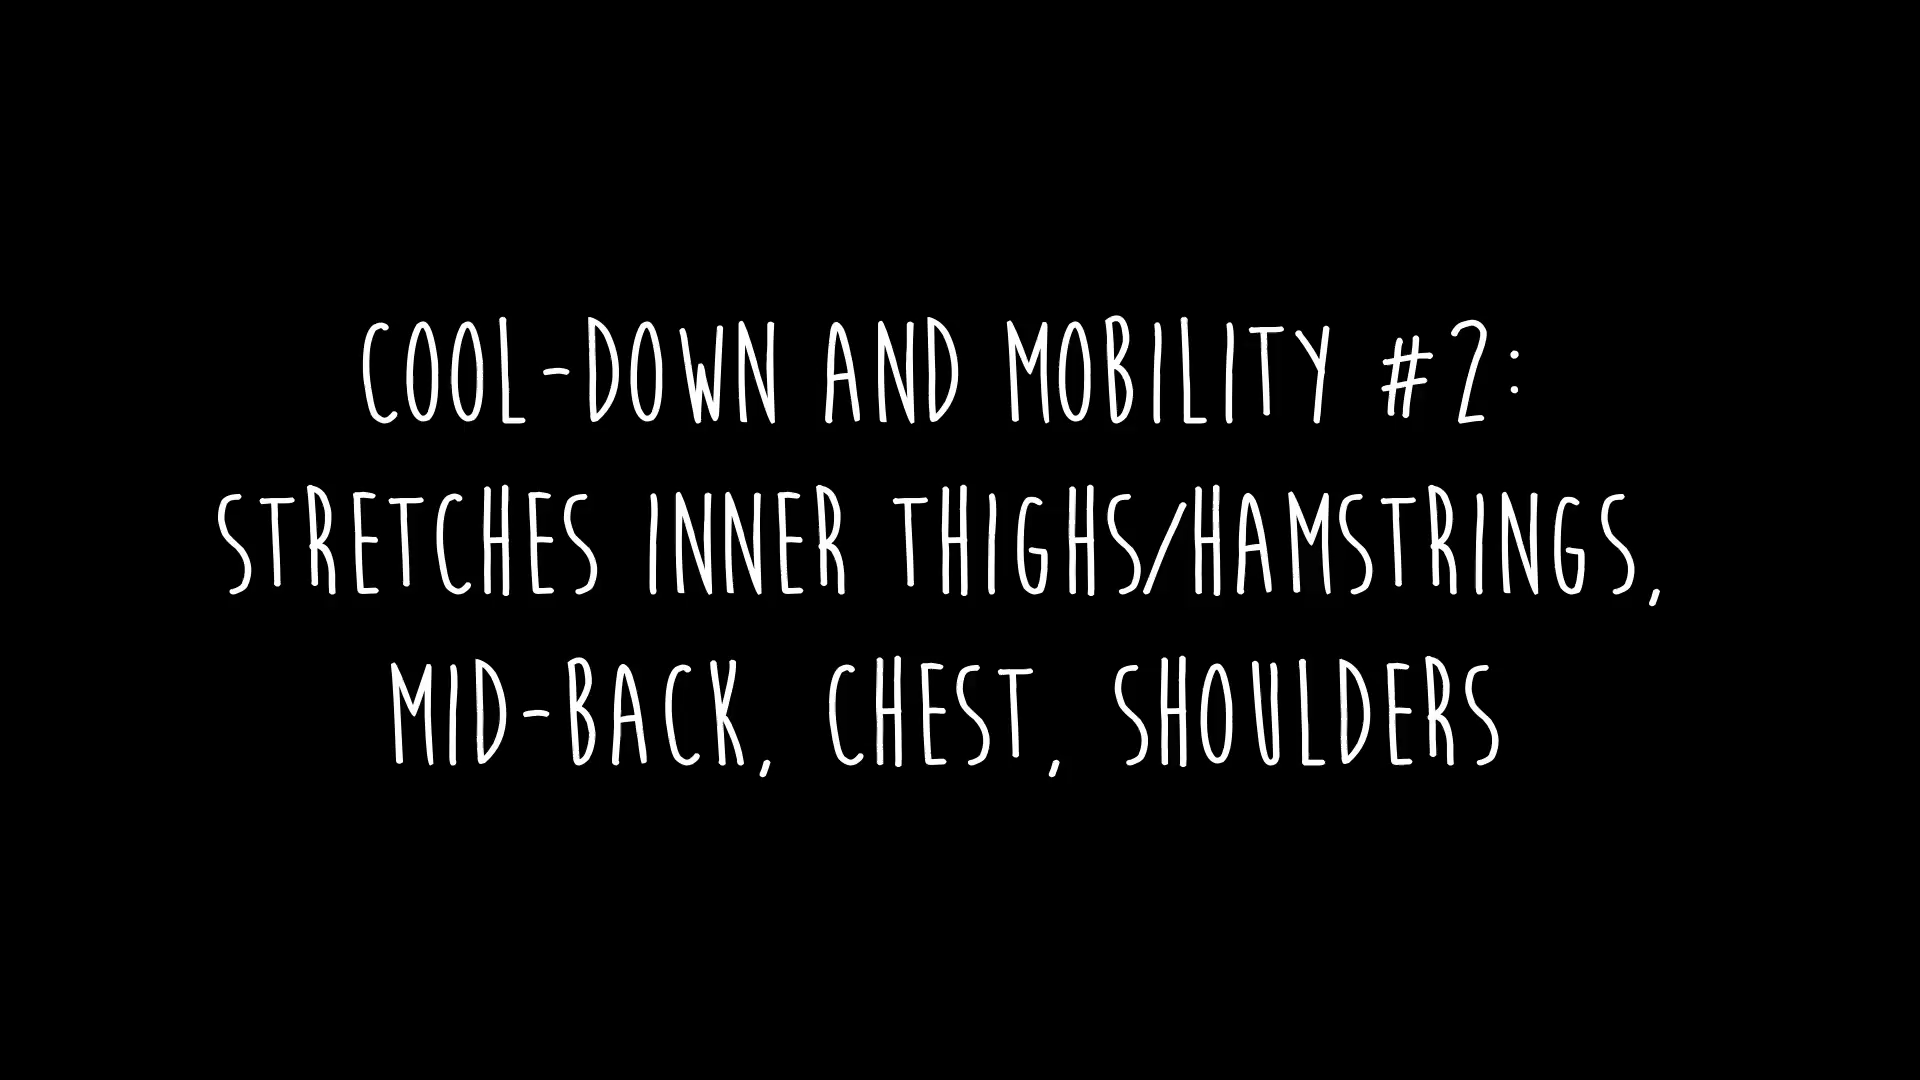 COOL-DOWN AND MOBILITY #2:
STRETCHES INNER THIGHS/HAMSTRINGS,
MID-BACK, CHEST, SHOULDERS